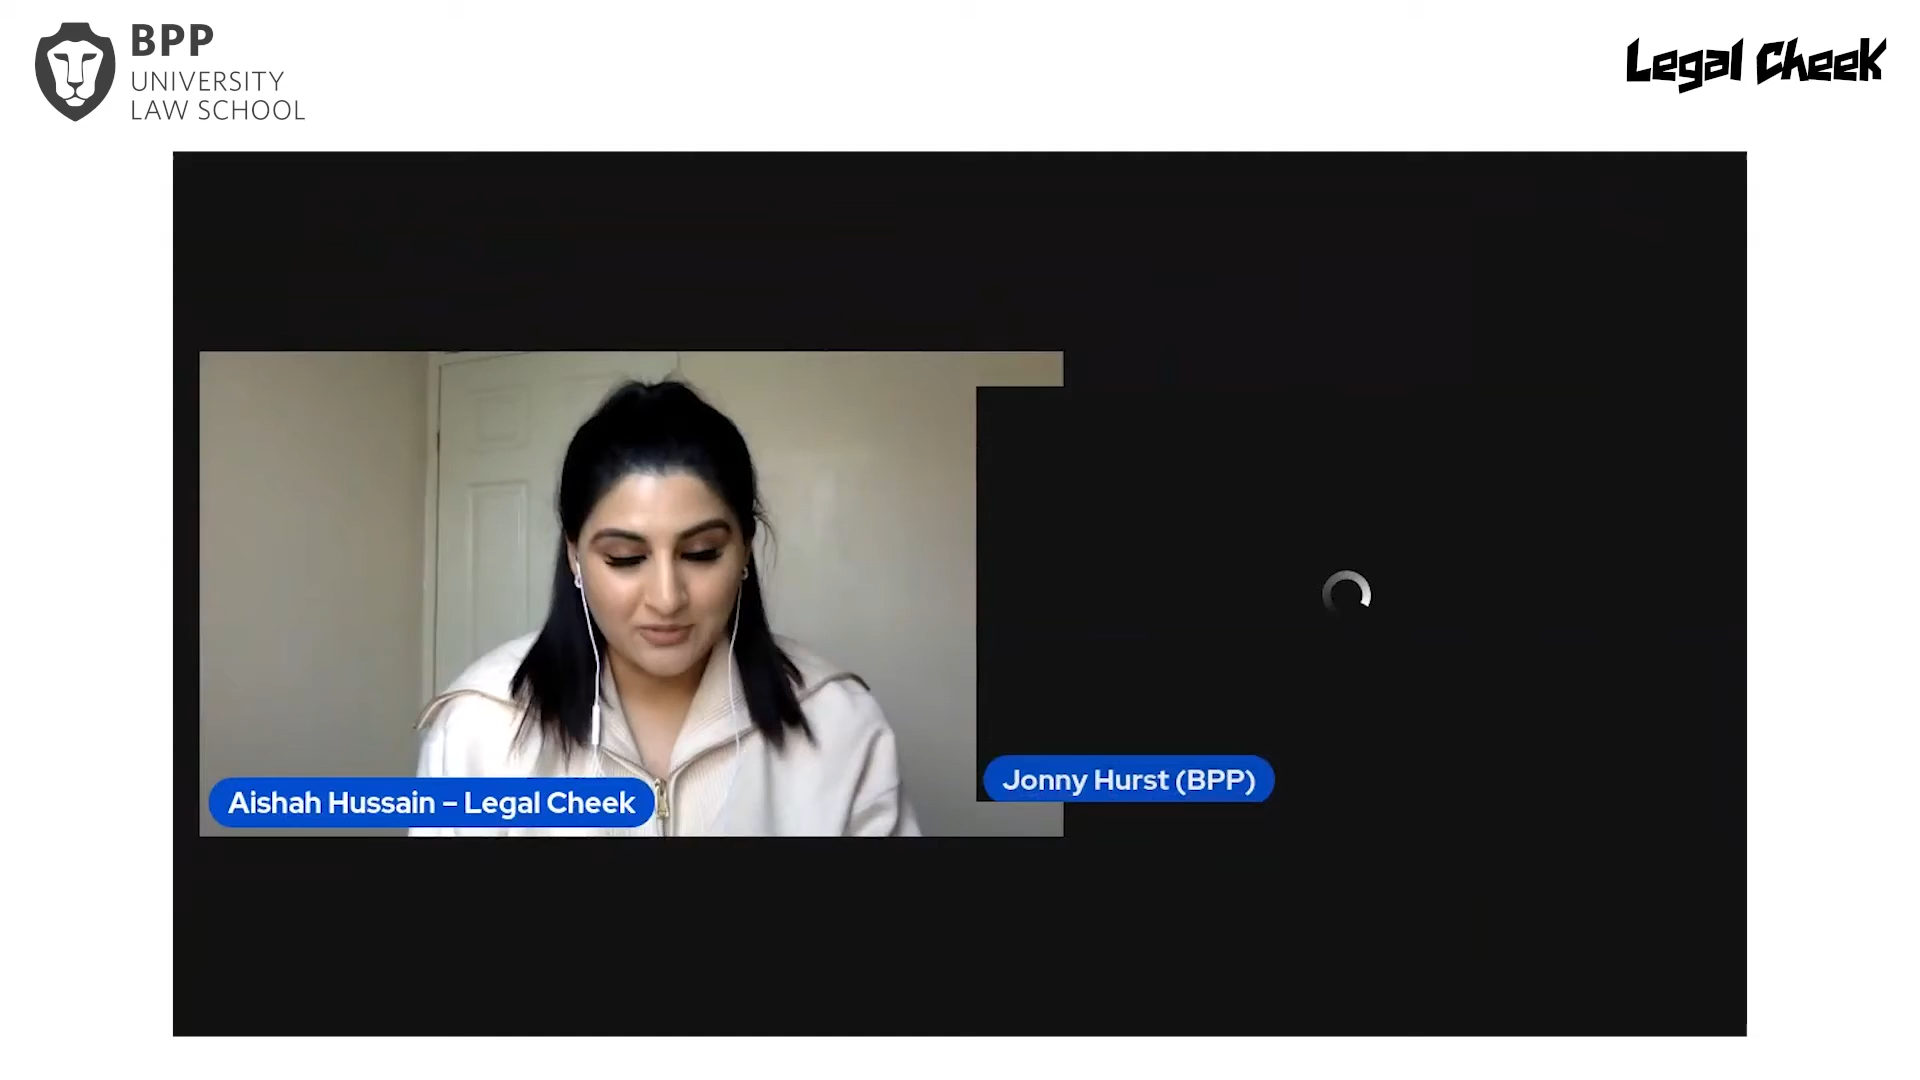 BPP
UNIVERSITY
LAW SCHOOL
Legal Cheek
Aishah Hussain – Legal Cheek
Jonny Hurst (BPP)